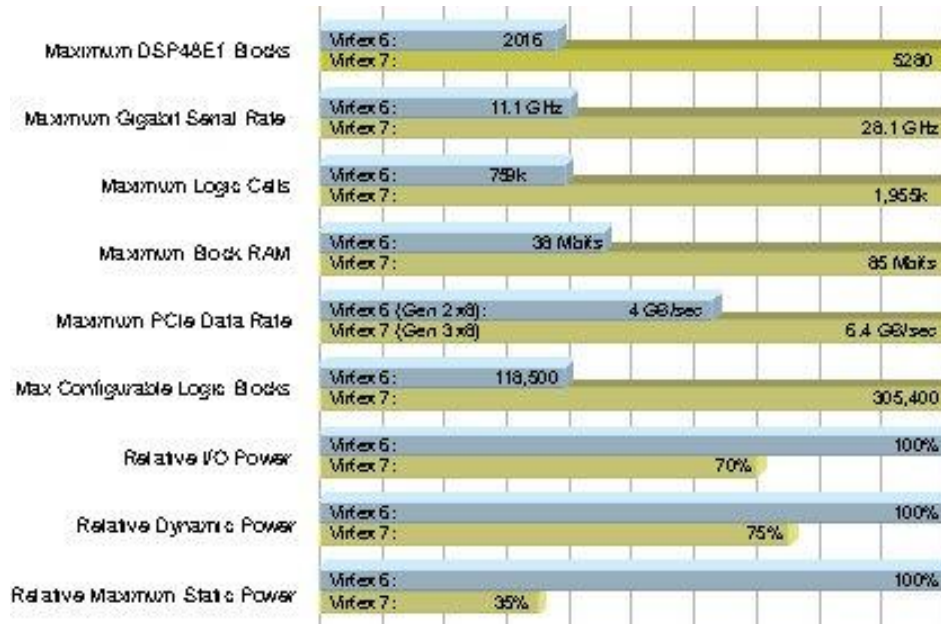 Maximum DSP48E1 Blocks
Virtex 6: 2016
Virtex 7: 5280
Maximum Gigabit Serial Rate
Virtex 6: 11.1 GHz
Virtex 7: 28.1 GHz
Maximum Logic Cells
Virtex 6: 759k
Virtex 7: 1,955k
Maximum Block RAM
Virtex 6: 38 Mbits
Virtex 7: 85 Mbits
Maximum PCIe Data Rate
Virtex 6 (Gen 2 x8): 4 GB/sec
Virtex 7 (Gen 3 x8) 6.4 GB/sec
Max Configurable Logic Blocks
Virtex 6: 118,500
Virtex 7: 305,400
Relative I/O Power
Virtex 6: 100%
Virtex 7: 70%
Relative Dynamic Power
Virtex 6: 100%
Virtex 7: 75%
Relative Maximum Static Power
Virtex 6: 100%
Virtex 7: 35%